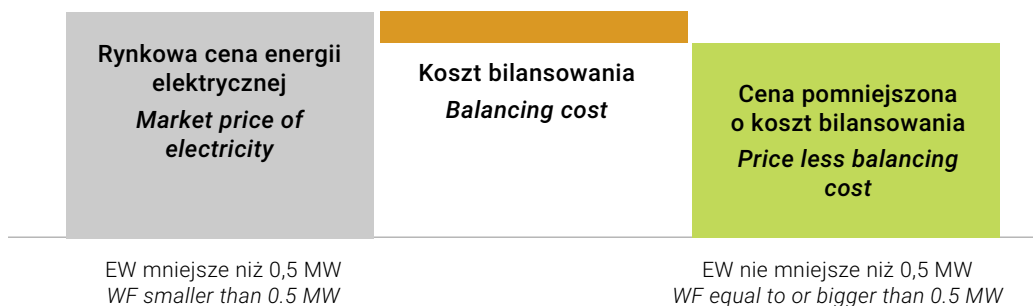 Rynkowa cena energii
elektrycznej
Market price of
electricity
Koszt bilansowania
Balancing cost
Cena pomniejszona
o koszt bilansowania
Price less balancing
cost
EW mniejsze niż 0,5 MW
WF smaller than 0.5 MW
EW nie mniejsze niż 0,5 MW
WF equal to or bigger than 0.5 MW